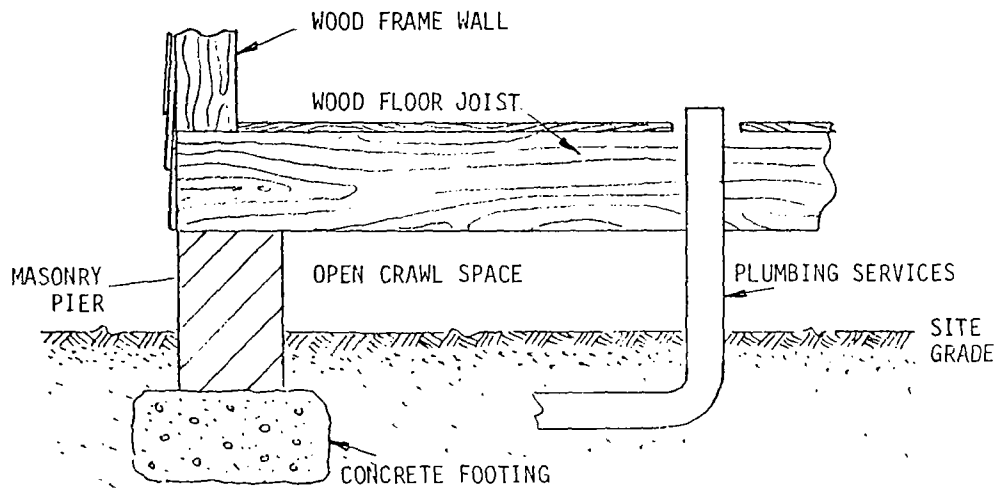 WOOD FRAME WALL
WOOD FLOOR JOIST
MASONRY
PIER
OPEN CRAWL SPACE
PLUMBING SERVICES
SITE
GRADE
CONCRETE FOOTING